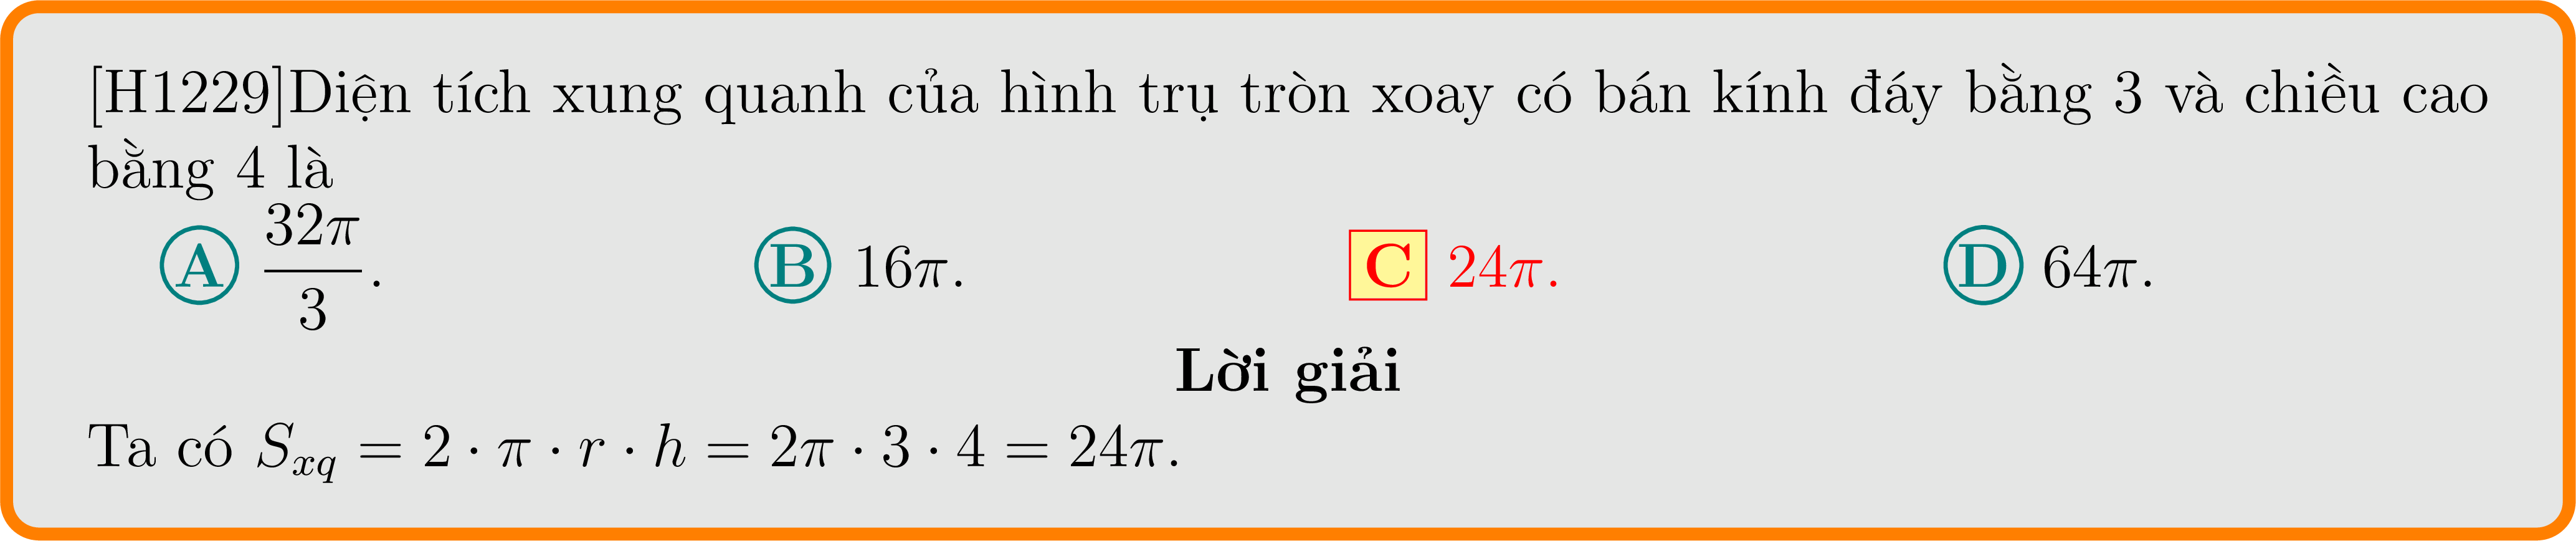 [H1229]Diện tích xung quanh của hình trụ tròn xoay có bán kính đáy bằng 3 và chiều cao
bằng 4 là
A $\dfrac{32\pi}{3}$. B $16\pi$. C $24\pi$. D $64\pi$.
Lời giải
Ta có $S_{xq} = 2 \cdot \pi \cdot r \cdot h = 2\pi \cdot 3 \cdot 4 = 24\pi$.